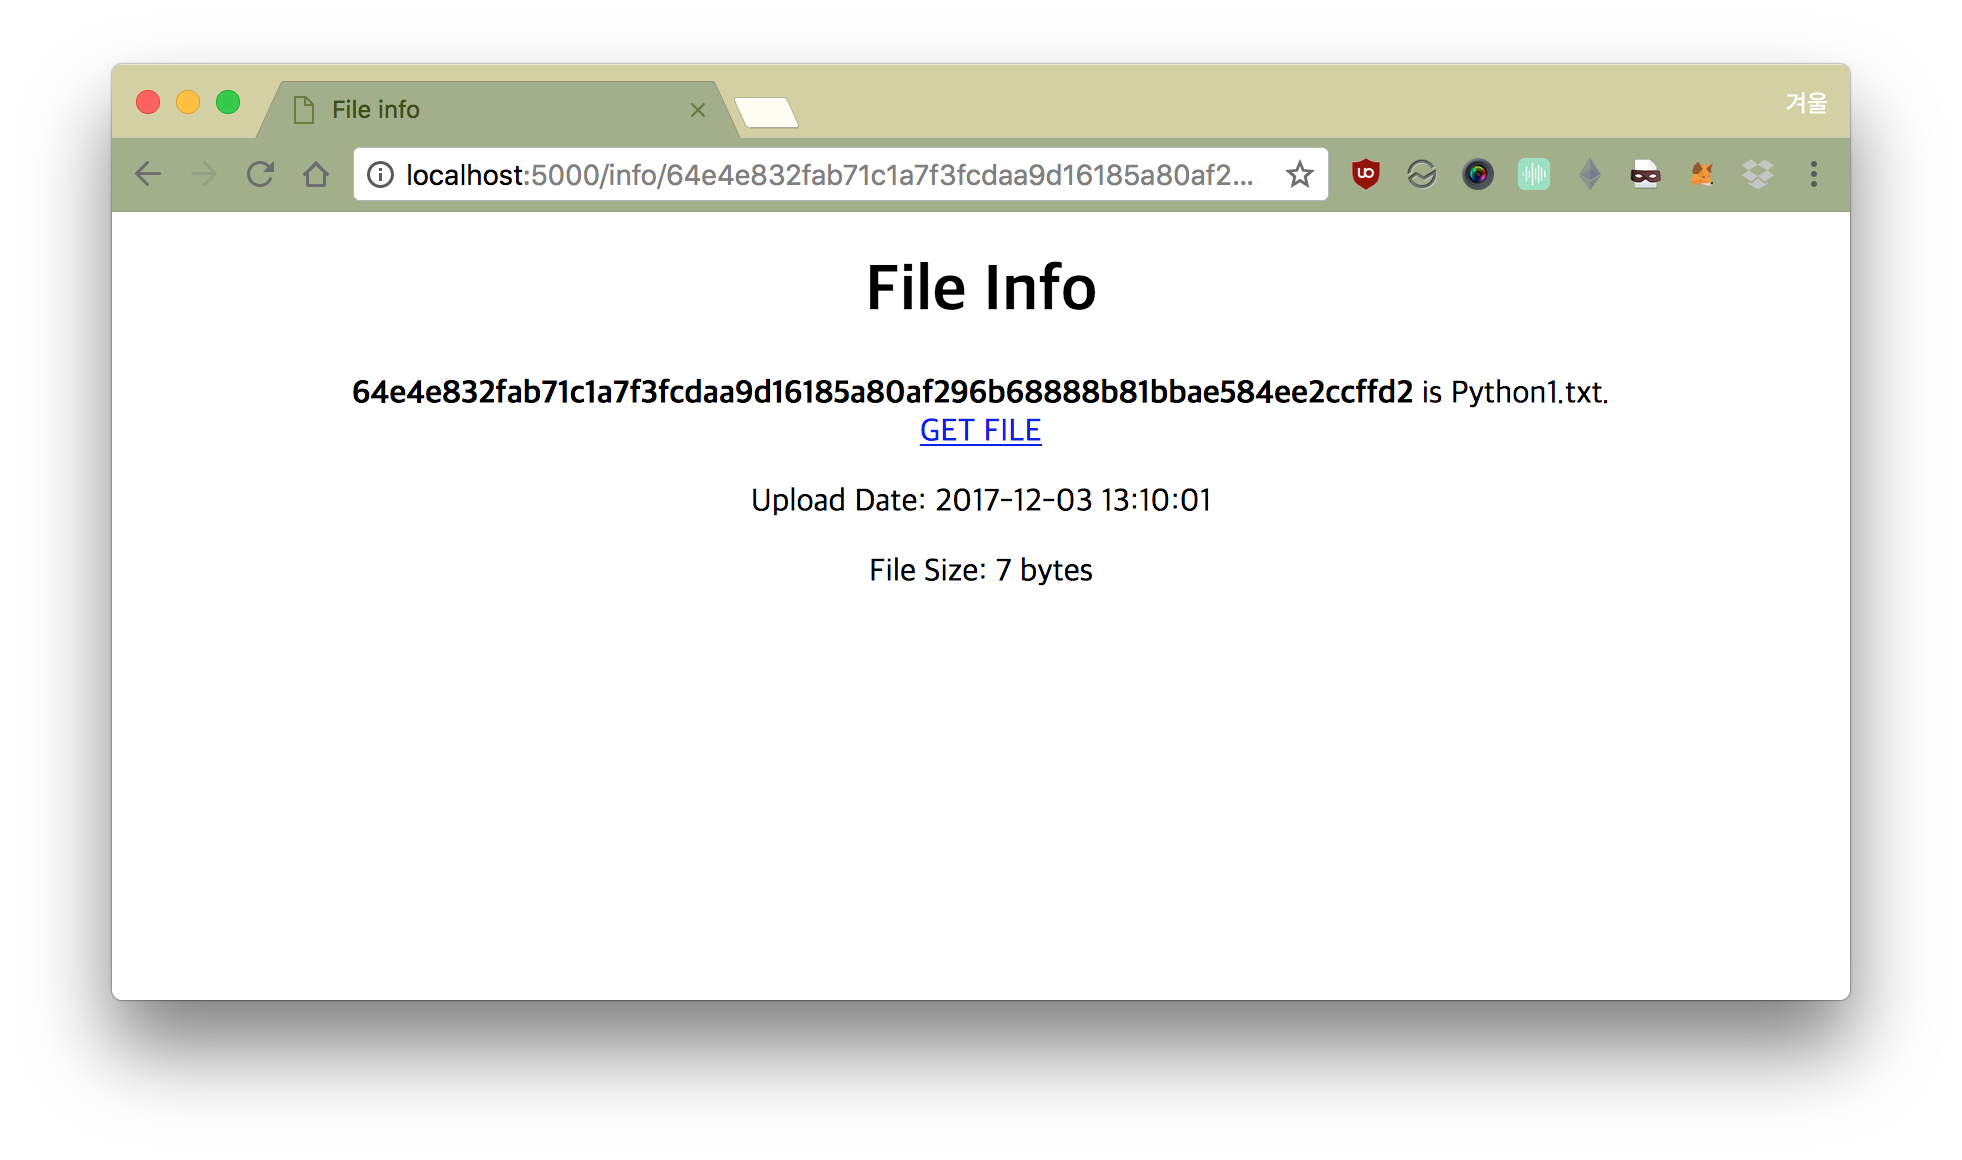 File info
겨울
localhost:5000/info/64e4e832fab71c1a7f3fcdaa9d16185a80af2...
File Info
64e4e832fab71c1a7f3fcdaa9d16185a80af296b68888b81bbae584ee2ccffd2 is Python1.txt.
GET FILE
Upload Date: 2017-12-03 13:10:01
File Size: 7 bytes